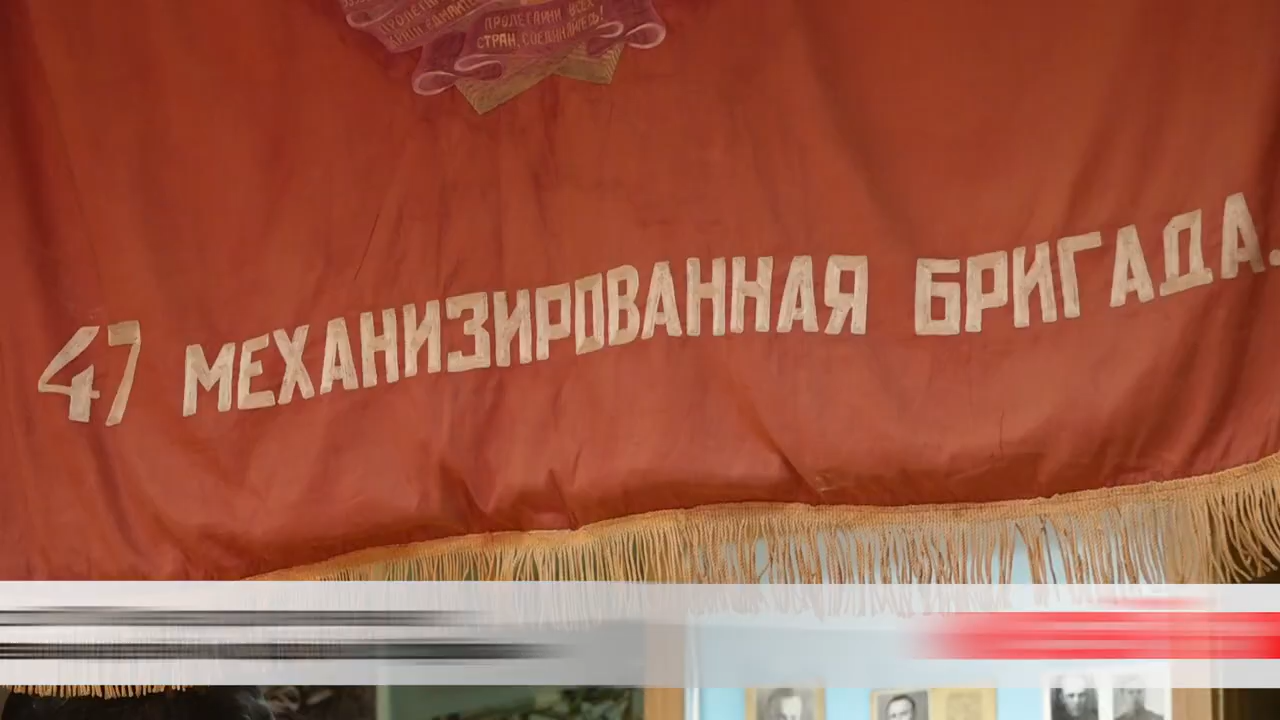 ПРОЛЕТАРИИ ВСЕХ
СТРАН, СОЕДИНЯЙТЕСЬ!
47 МЕХАНИЗИРОВАННАЯ БРИГАДА.